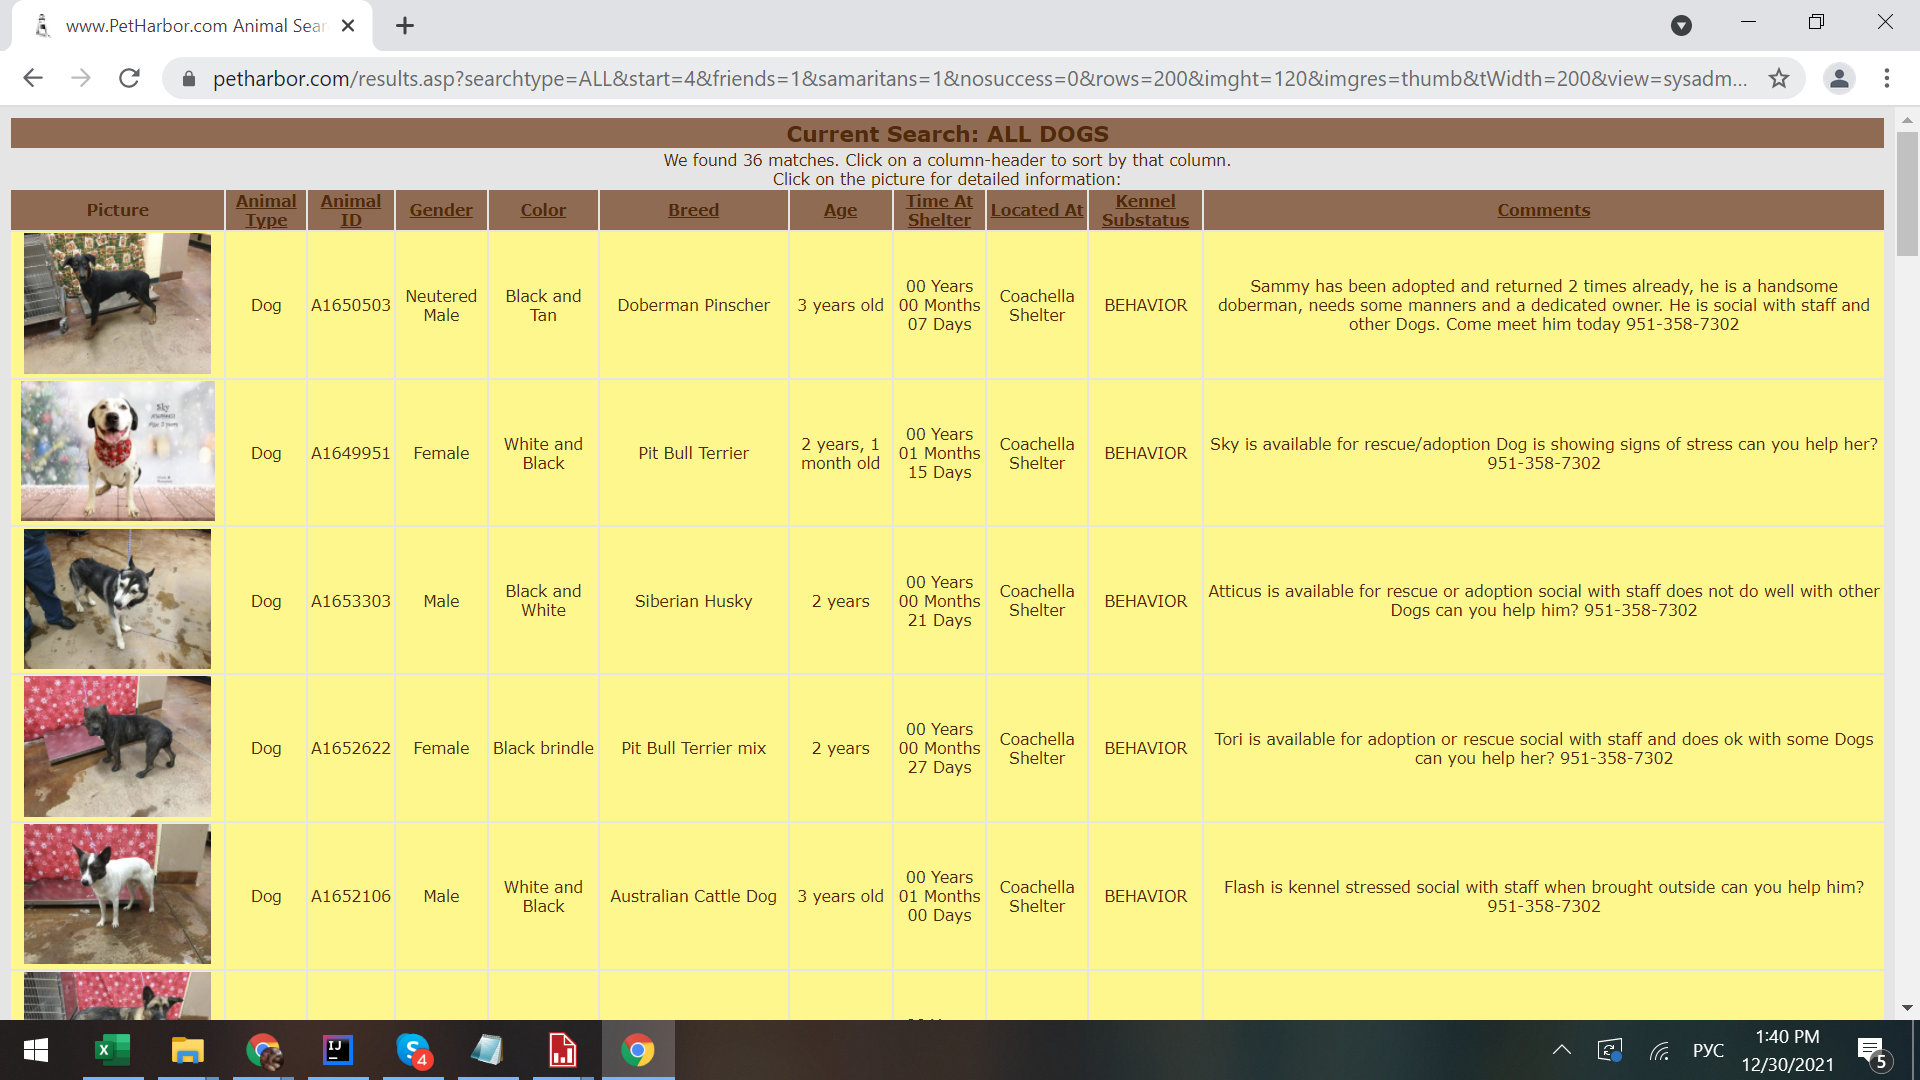 www.PetHarbor.com Animal Sear
petharbor.com/results.asp?searchtype=ALL&start=4&friends=1&samaritans=1&nosuccess=0&rows=200&imght=120&imgres=thumb&tWidth=200&view=sysadm...
Current Search: ALL DOGS
We found 36 matches. Click on a column-header to sort by that column.
Click on the picture for detailed information:
Picture
Animal
Type
Animal
ID
Gender
Color
Breed
Age
Time At
Shelter
Located At
Kennel
Substatus
Comments
Dog
A1650503
Neutered
Male
Black and
Tan
Doberman Pinscher
3 years old
00 Years
00 Months
07 Days
Coachella
Shelter
BEHAVIOR
Sammy has been adopted and returned 2 times already, he is a handsome
doberman, needs some manners and a dedicated owner. He is social with staff and
other Dogs. Come meet him today 951-358-7302
Sky
Dog
A1649951
Female
White and
Black
Pit Bull Terrier
2 years, 1
month old
00 Years
01 Months
15 Days
Coachella
Shelter
BEHAVIOR
Sky is available for rescue/adoption Dog is showing signs of stress can you help her?
951-358-7302
Dog
A1653303
Male
Black and
White
Siberian Husky
2 years
00 Years
00 Months
21 Days
Coachella
Shelter
BEHAVIOR
Atticus is available for rescue or adoption social with staff does not do well with other
Dogs can you help him? 951-358-7302
Dog
A1652622
Female
Black brindle
Pit Bull Terrier mix
2 years
00 Years
00 Months
27 Days
Coachella
Shelter
BEHAVIOR
Tori is available for adoption or rescue social with staff and does ok with some Dogs
can you help her? 951-358-7302
Dog
A1652106
Male
White and
Black
Australian Cattle Dog
3 years old
00 Years
01 Months
00 Days
Coachella
Shelter
BEHAVIOR
Flash is kennel stressed social with staff when brought outside can you help him?
951-358-7302
X
IJ
S
4
РУС
1:40 PM
12/30/2021
5